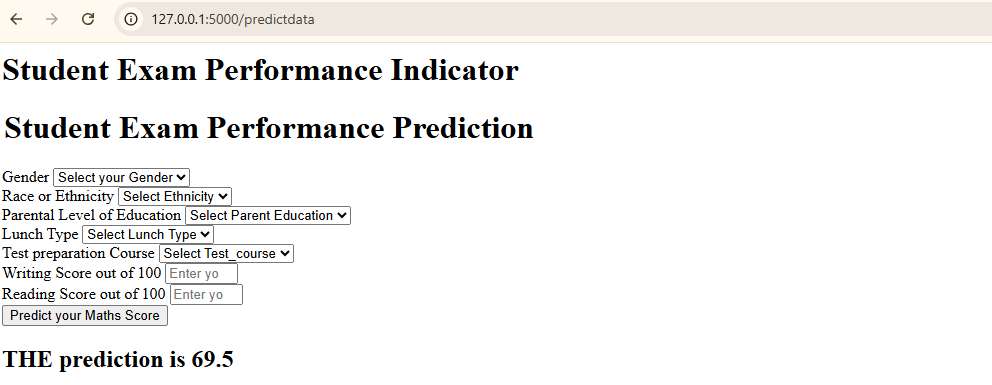 127.0.0.1:5000/predictdata
Student Exam Performance Indicator
Student Exam Performance Prediction
Gender Select your Gender
Race or Ethnicity Select Ethnicity
Parental Level of Education Select Parent Education
Lunch Type Select Lunch Type
Test preparation Course Select Test_course
Writing Score out of 100 Enter yo
Reading Score out of 100 Enter yo
Predict your Maths Score
THE prediction is 69.5